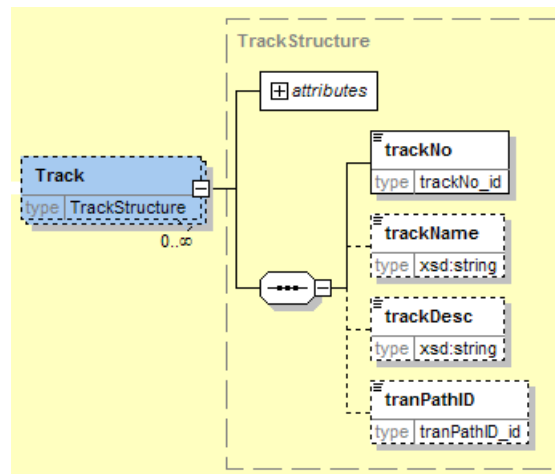 TrackStructure
attributes
Track
type TrackStructure
0..∞
trackNo
type trackNo_id
trackName
type xsd:string
trackDesc
type xsd:string
tranPathID
type tranPathID_id